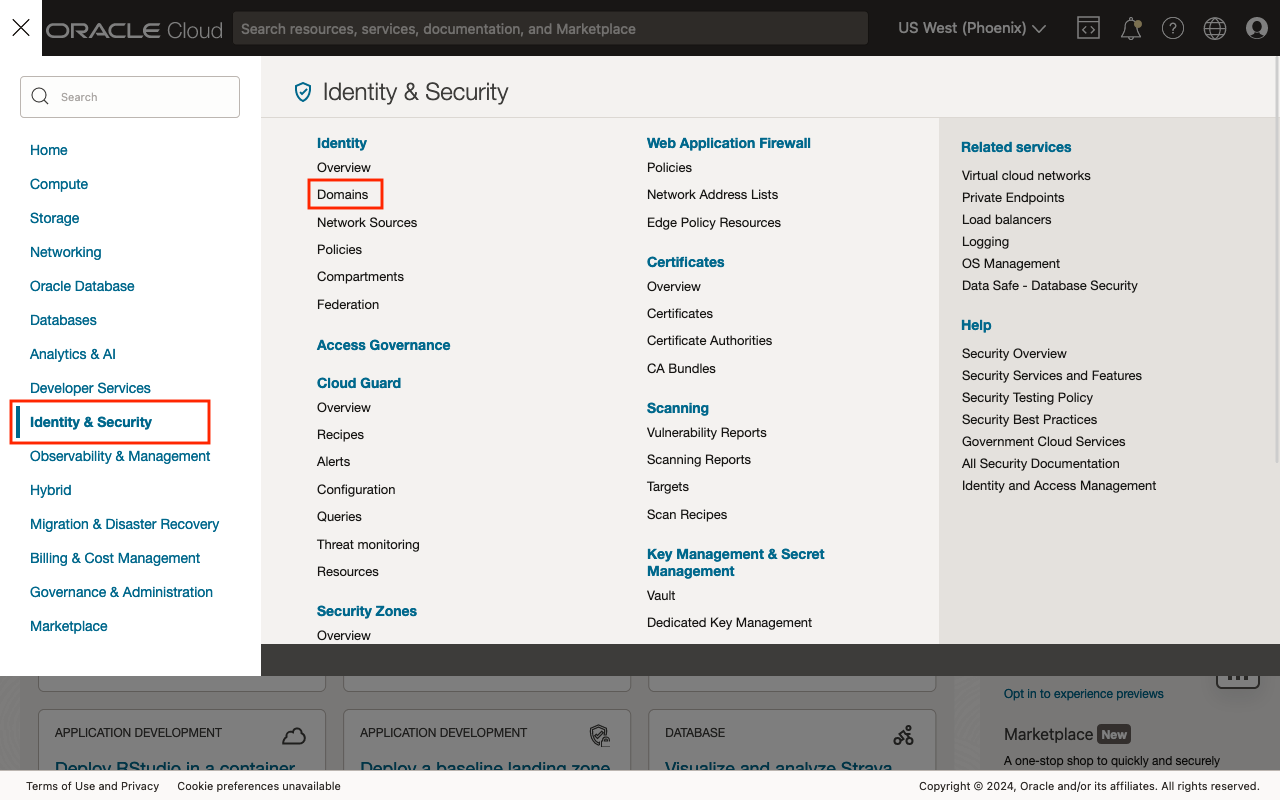 ORACLE Cloud
Search resources, services, documentation, and Marketplace
US West (Phoenix)
Search
Home
Compute
Storage
Networking
Oracle Database
Databases
Analytics & AI
Developer Services
Identity & Security
Observability & Management
Hybrid
Migration & Disaster Recovery
Billing & Cost Management
Governance & Administration
Marketplace
Identity & Security
Identity
Overview
Domains
Network Sources
Policies
Compartments
Federation
Access Governance
Cloud Guard
Overview
Recipes
Alerts
Configuration
Queries
Threat monitoring
Resources
Security Zones
Overview
Web Application Firewall
Policies
Network Address Lists
Edge Policy Resources
Certificates
Overview
Certificates
Certificate Authorities
CA Bundles
Scanning
Vulnerability Reports
Scanning Reports
Targets
Scan Recipes
Key Management & Secret
Management
Vault
Dedicated Key Management
Related services
Virtual cloud networks
Private Endpoints
Load balancers
Logging
OS Management
Data Safe - Database Security
Help
Security Overview
Security Services and Features
Security Testing Policy
Security Best Practices
Government Cloud Services
All Security Documentation
Identity and Access Management
APPLICATION DEVELOPMENT
Deploy RStudio in a container
APPLICATION DEVELOPMENT
Deploy a baseline landing zone
DATABASE
Visualize and analyze Strava
Opt in to experience previews
Marketplace New
A one-stop shop to quickly and securely
Terms of Use and Privacy
Cookie preferences unavailable
Copyright © 2024, Oracle and/or its affiliates. All rights reserved.